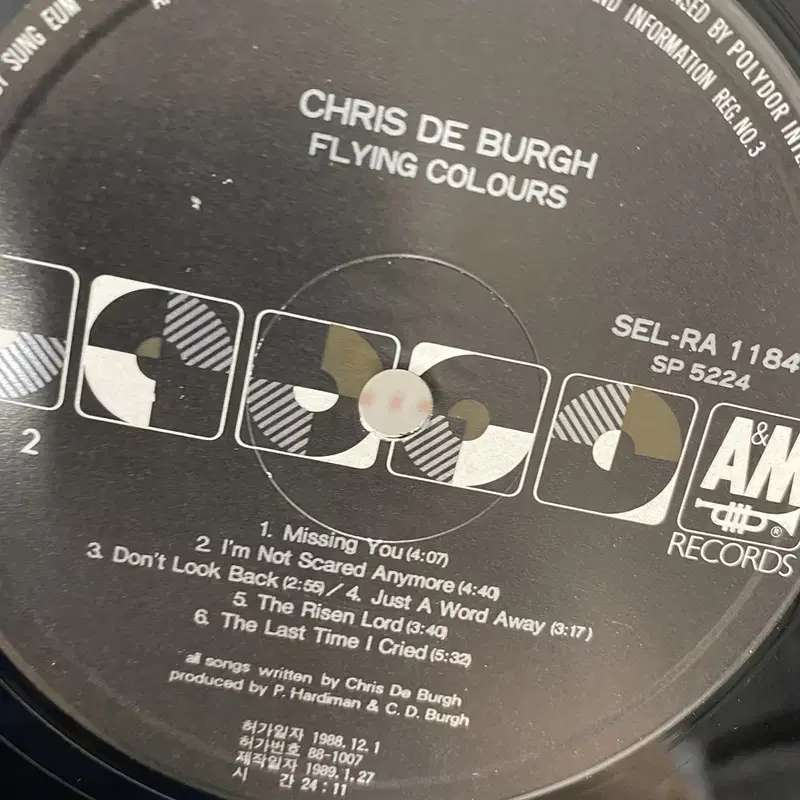 SUNG EUM
SED BY POLYDOR INTE
ND INFORMATION REG.NO.3
CHRIS DE BURGH
FLYING COLOURS
SEL-RA 1184
SP 5224
2
A&M
®
RECORDS
1. Missing You (4:07)
2. I'm Not Scared Anymore (4:40)
3. Don't Look Back (2:55) / 4. Just A Word Away (3:17)
5. The Risen Lord (3:40)
6. The Last Time I Cried (5:32)
all songs written by Chris De Burgh
produced by P. Hardiman & C. D. Burgh
허가일자 1988.12.1
허가번호 88-1007
제작일자 1989.1.27
시 간 24:11